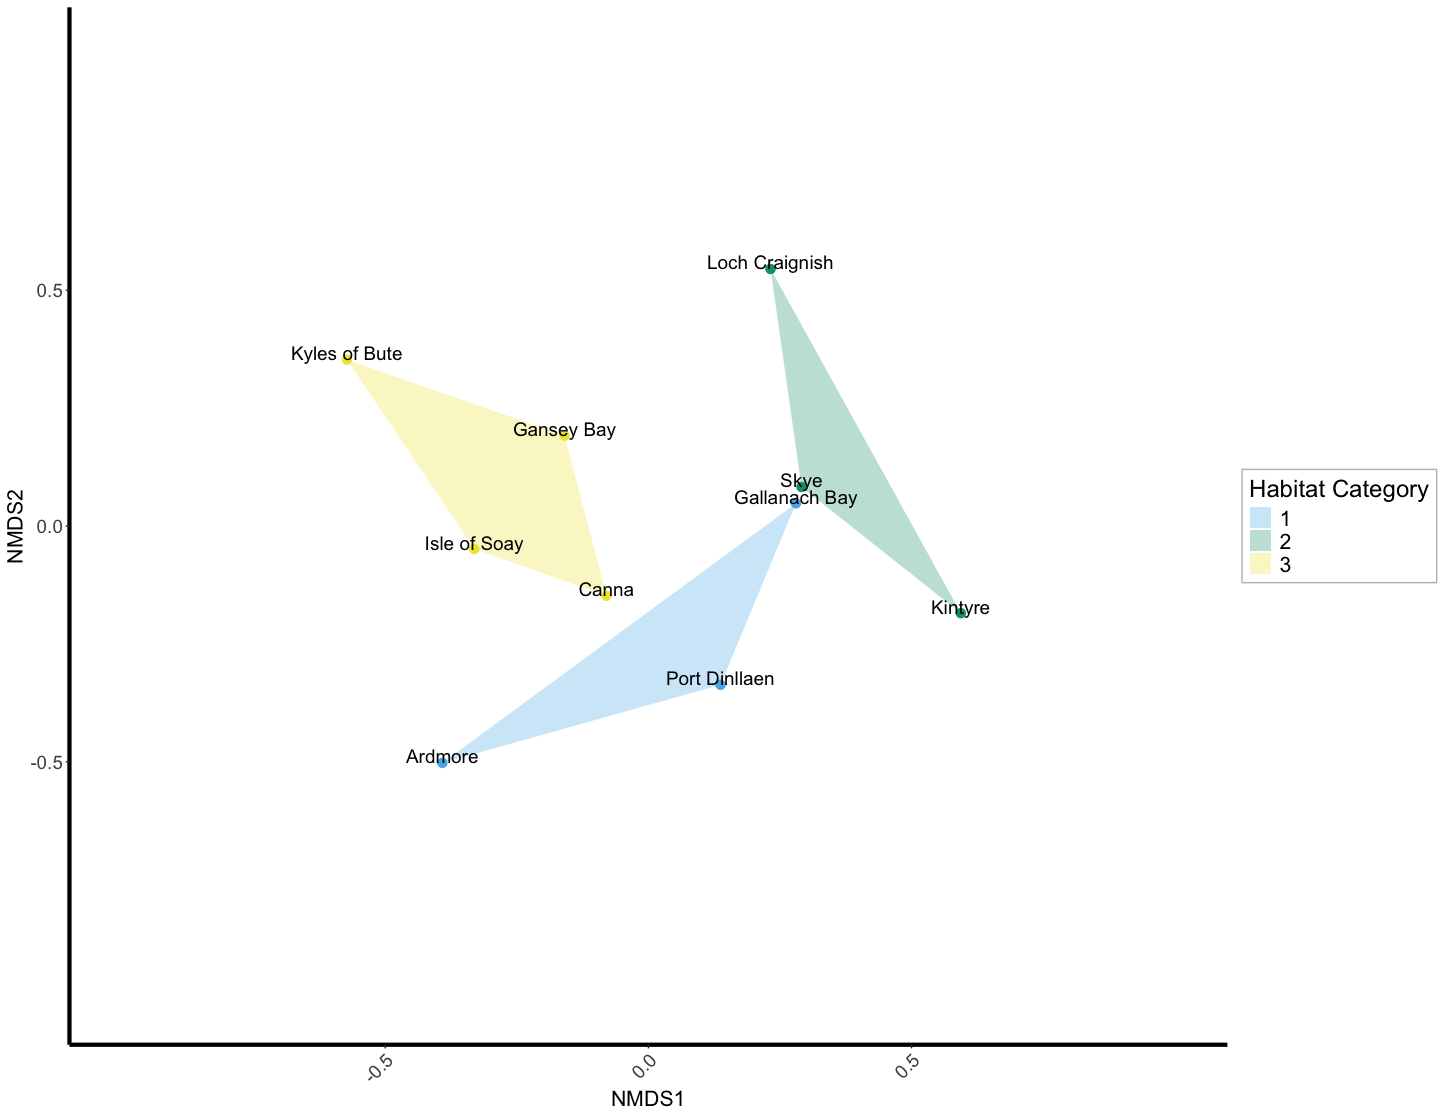 Loch Craignish
0.5
Kyles of Bute
Gansey Bay
Skye
Gallanach Bay
Habitat Category
1
2
3
NMDS2
0.0
Isle of Soay
Canna
Kintyre
Port Dinllaen
Ardmore
-0.5
-0.5
0.0
0.5
NMDS1